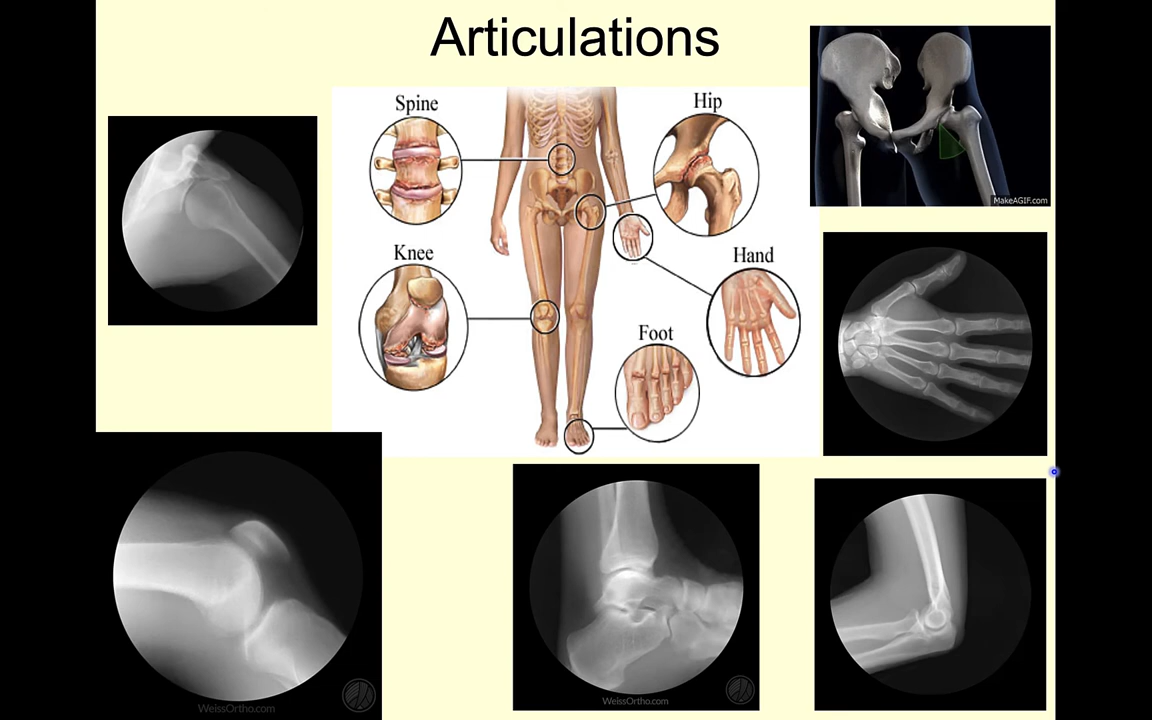 Articulations
Spine
Hip
MakeAGIF.com
Knee
Hand
Foot
WeissOrtho.com
WeissOrtho.com